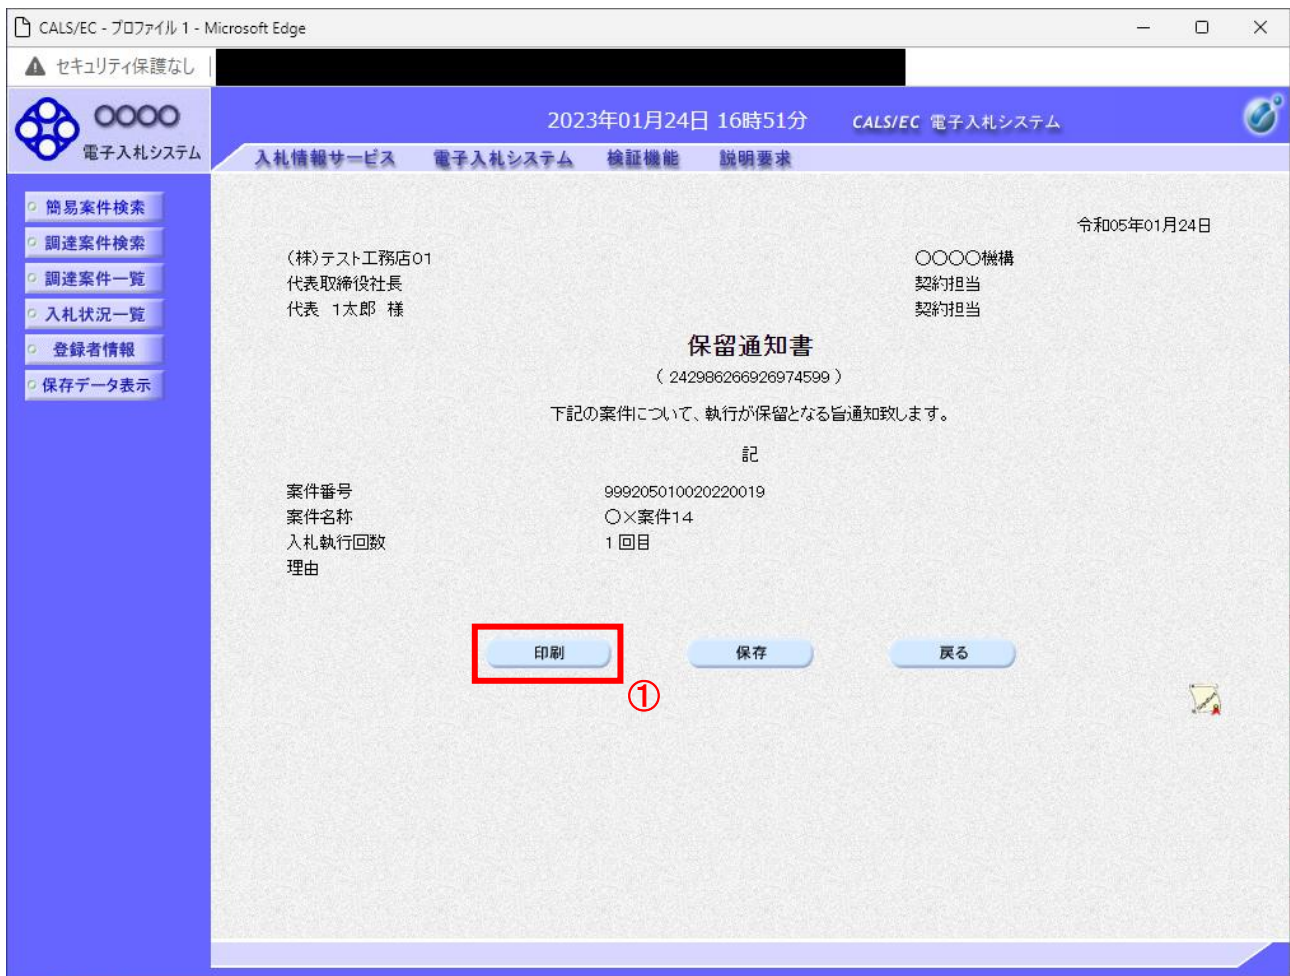 CALS/EC - プロファイル 1 - Microsoft Edge
セキュリティ保護なし
〇〇〇〇
電子入札システム
2023年01月24日 16時51分 CALS/EC 電子入札システム
入札情報サービス 電子入札システム 検証機能 説明要求
簡易案件検索
調達案件検索
調達案件一覧
入札状況一覧
登録者情報
保存データ表示
令和05年01月24日
(株)テスト工務店01
代表取締役社長
代表 1太郎 様
〇〇〇〇機構
契約担当
契約担当
保留通知書
( 242986266926974599 )
下記の案件について、執行が保留となる旨通知致します。
記
案件番号 999205010020220019
案件名称 〇×案件14
入札執行回数 1回目
理由
印刷 保存 戻る
①